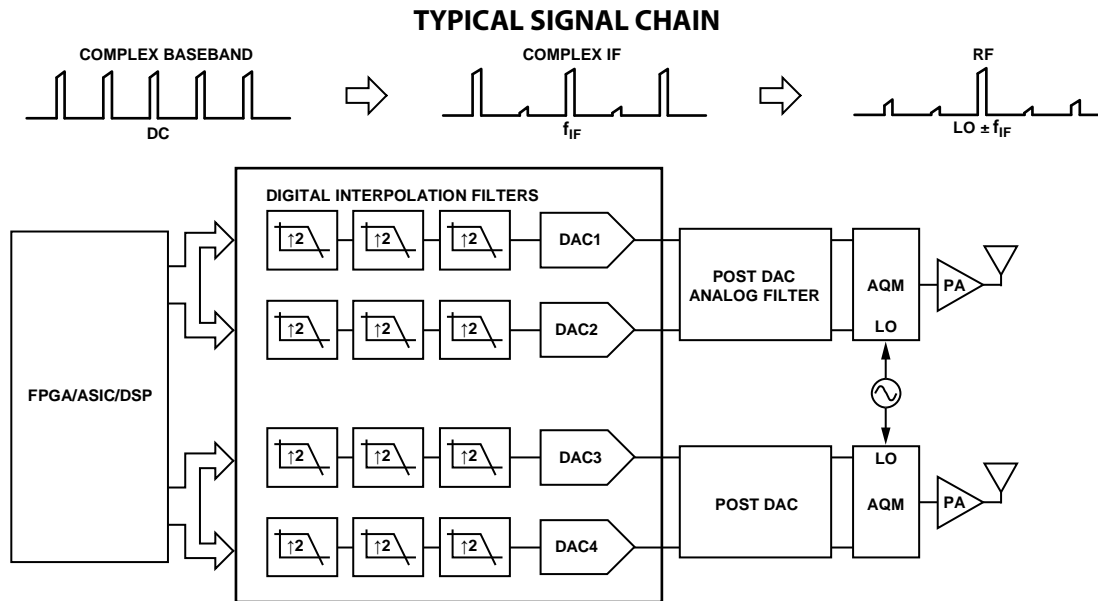 TYPICAL SIGNAL CHAIN
COMPLEX BASEBAND
COMPLEX IF
RF
DC
fIF
LO ± fIF
DIGITAL INTERPOLATION FILTERS
↑2 ↑2 ↑2 DAC1
POST DAC
ANALOG FILTER
AQM
LO
PA
↑2 ↑2 ↑2 DAC2
FPGA/ASIC/DSP
↑2 ↑2 ↑2 DAC3
POST DAC
LO
AQM
PA
↑2 ↑2 ↑2 DAC4